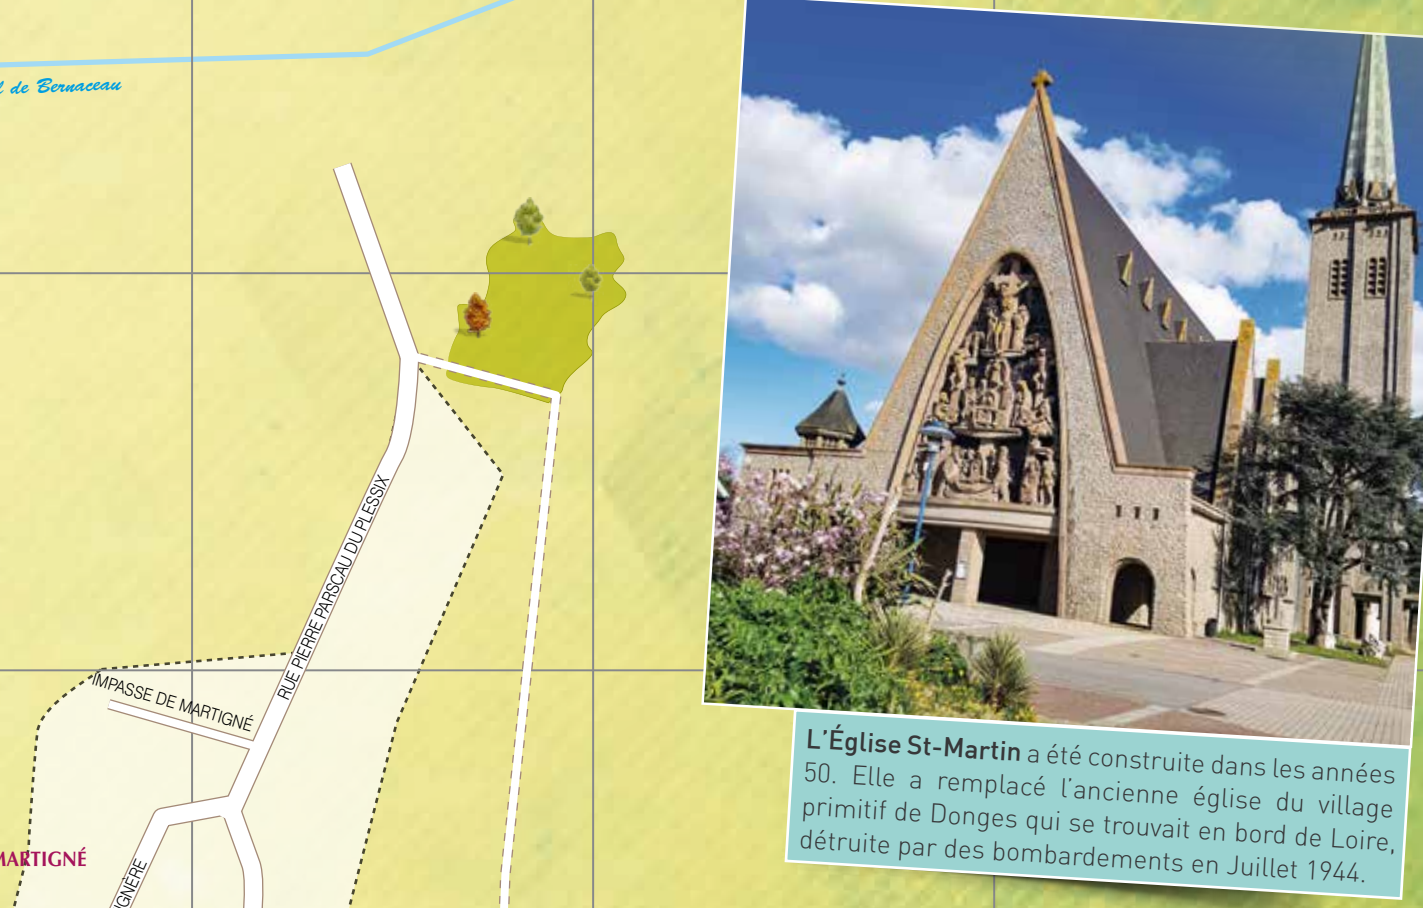 de Bernaceau
RUE PIERRE PARSCAU DU PLESSIX
IMPASSE DE MARTIGNÉ
MARTIGNÉ
L'Église St-Martin a été construite dans les années
50. Elle a remplacé l'ancienne église du village
primitif de Donges qui se trouvait en bord de Loire,
détruite par des bombardements en Juillet 1944.